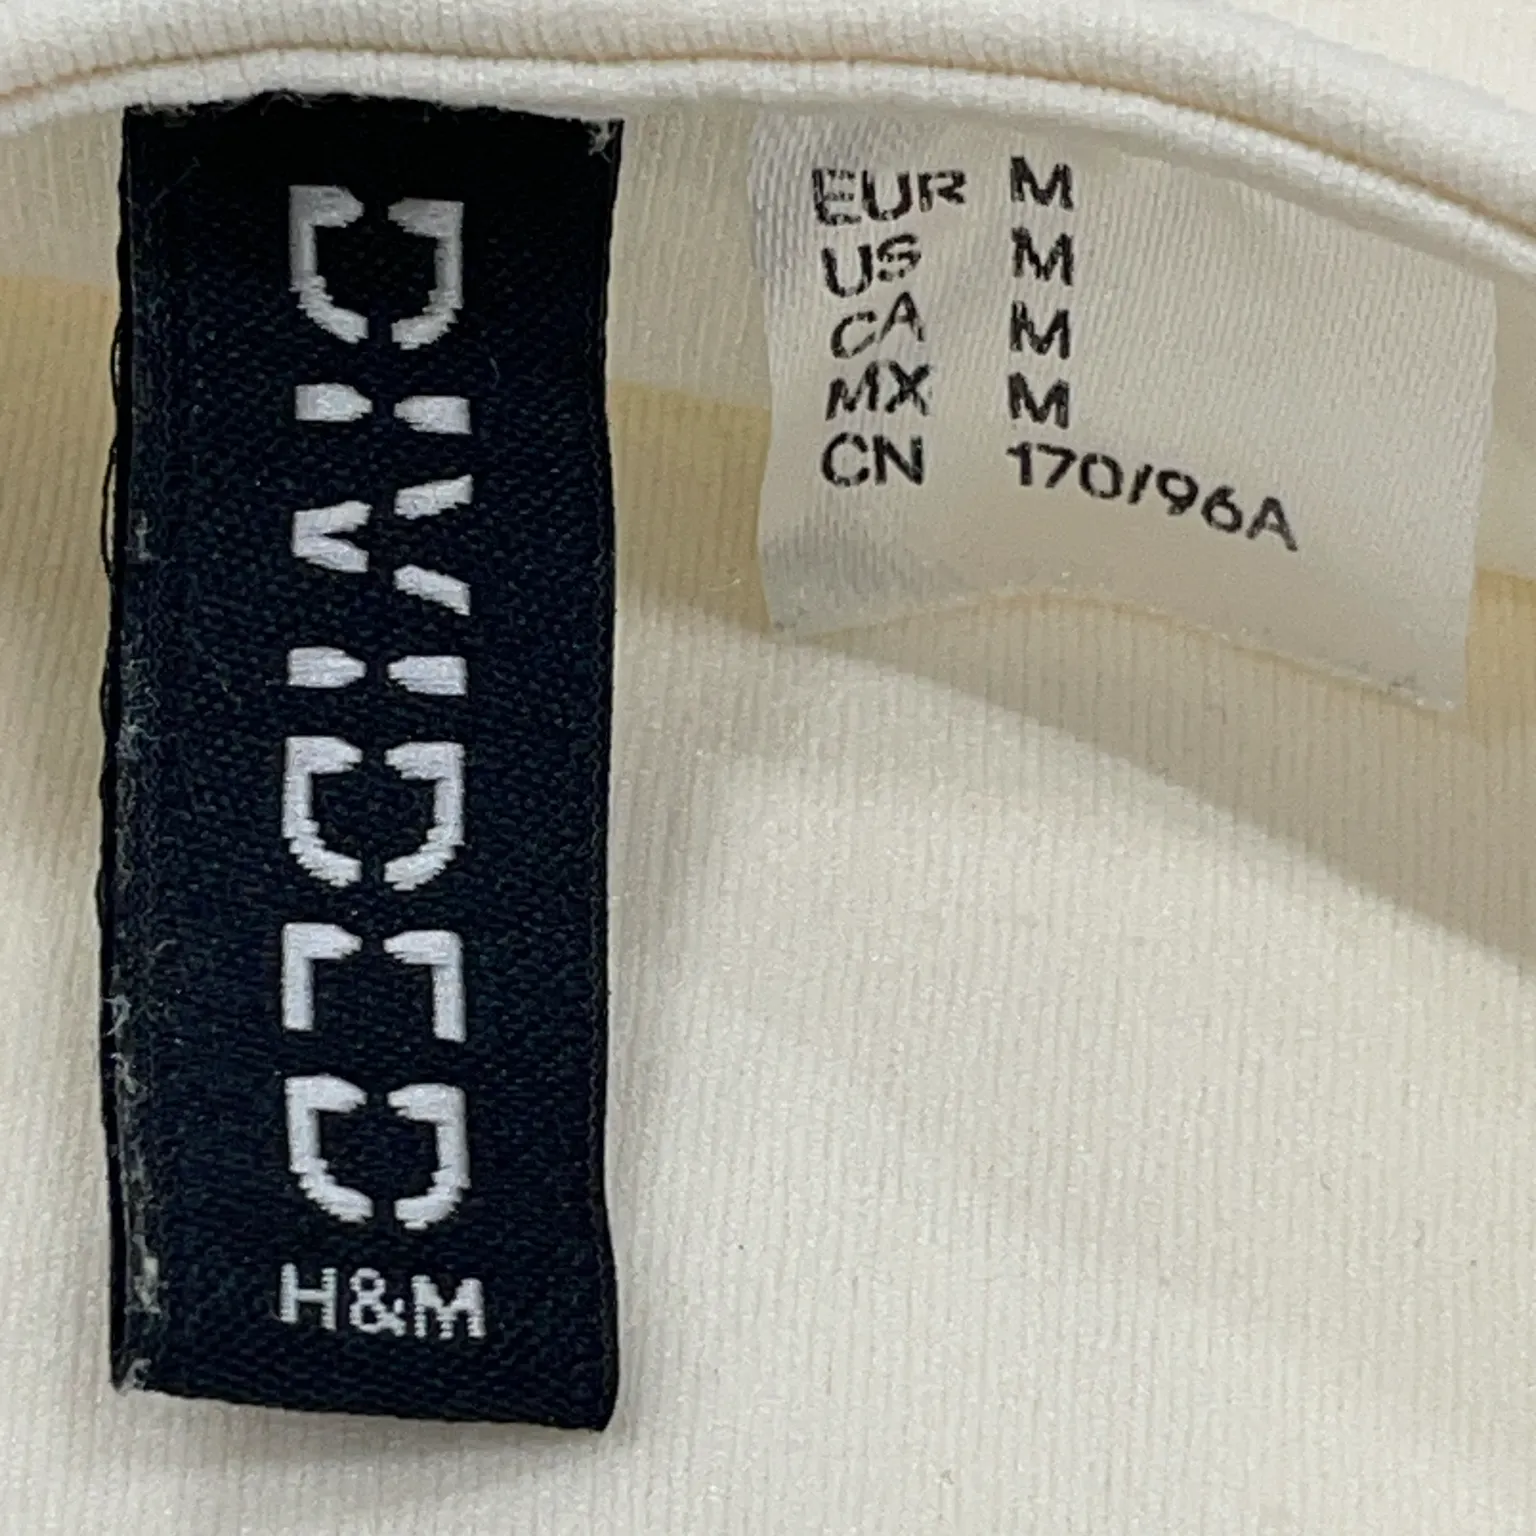 DIVIDED
H&M
EUR M
US M
CA M
MX M
CN 170/96A